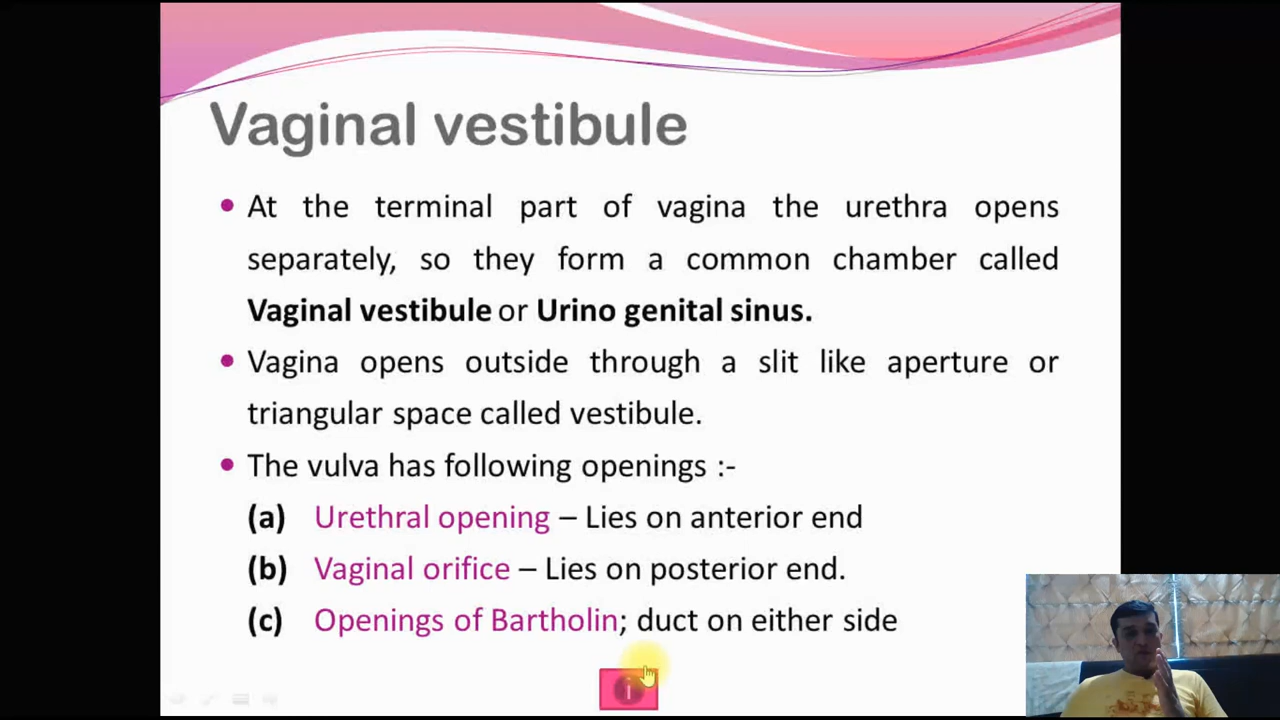 Vaginal vestibule
• At the terminal part of vagina the urethra opens
separately, so they form a common chamber called
Vaginal vestibule or Urino genital sinus.
• Vagina opens outside through a slit like aperture or
triangular space called vestibule.
• The vulva has following openings :-
(a) Urethral opening – Lies on anterior end
(b) Vaginal orifice – Lies on posterior end.
(c) Openings of Bartholin; duct on either side
i